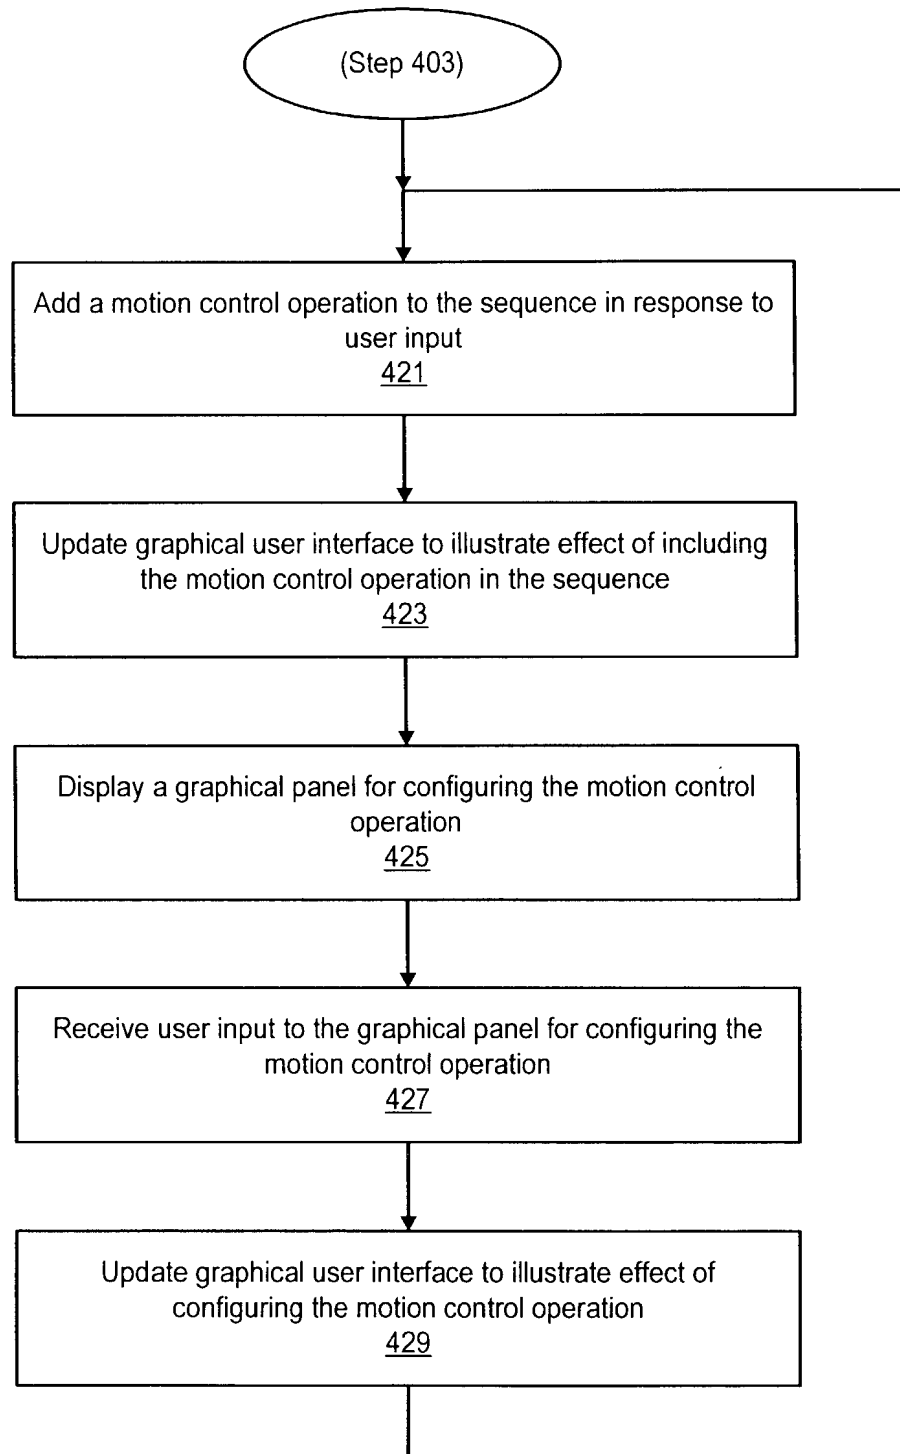 (Step 403)
Add a motion control operation to the sequence in response to
user input
421
Update graphical user interface to illustrate effect of including
the motion control operation in the sequence
423
Display a graphical panel for configuring the motion control
operation
425
Receive user input to the graphical panel for configuring the
motion control operation
427
Update graphical user interface to illustrate effect of
configuring the motion control operation
429